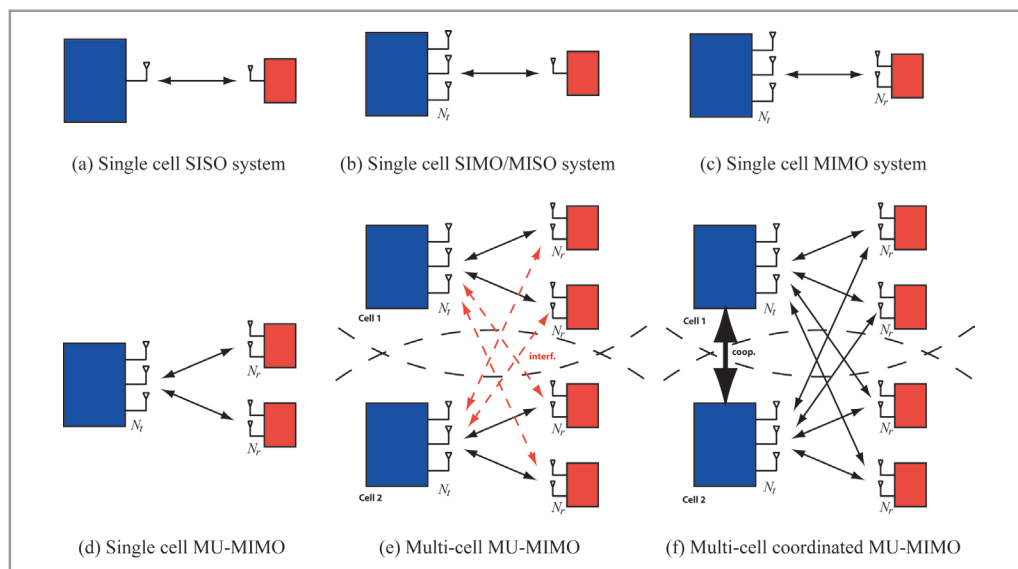 N_t
N_t
N_r
(a) Single cell SISO system
(b) Single cell SIMO/MISO system
(c) Single cell MIMO system
N_r
N_t
Cell 1
N_r
interf.
N_r
N_t
Cell 1
N_r
coop.
N_t
N_r
N_r
N_t
Cell 2
N_r
N_r
N_r
N_t
Cell 2
N_r
(d) Single cell MU-MIMO
(e) Multi-cell MU-MIMO
(f) Multi-cell coordinated MU-MIMO